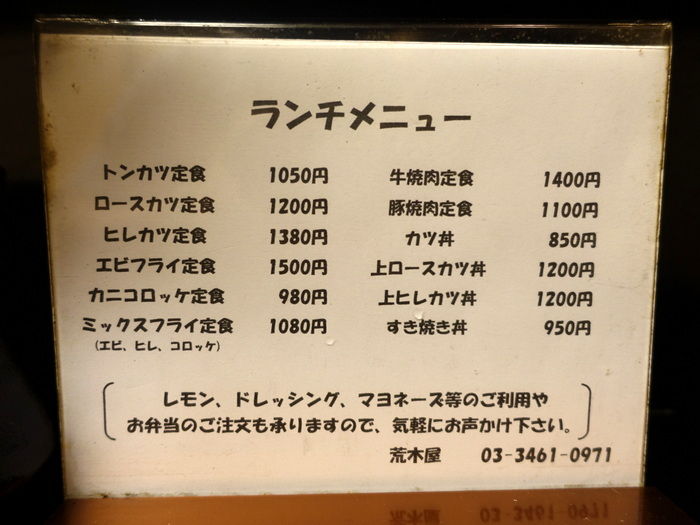 ランチメニュー
トンカツ定食 1050円
ロースカツ定食 1200円
ヒレカツ定食 1380円
エビフライ定食 1500円
カニコロッケ定食 980円
ミックスフライ定食 1080円
(エビ、ヒレ、コロッケ)
牛焼肉定食 1400円
豚焼肉定食 1100円
カツ丼 850円
上ロースカツ丼 1200円
上ヒレカツ丼 1200円
すき焼き丼 950円
レモン、ドレッシング、マヨネーズ等のご利用や
お弁当のご注文も承りますので、気軽にお声かけ下さい。
荒木屋 03-3461-0971